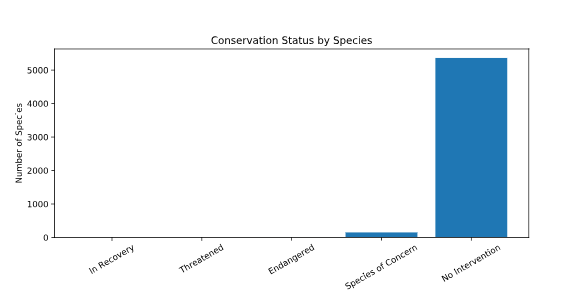 Conservation Status by Species
Number of Species
5000
4000
3000
2000
1000
0
In Recovery
Threatened
Endangered
Species of Concern
No Intervention